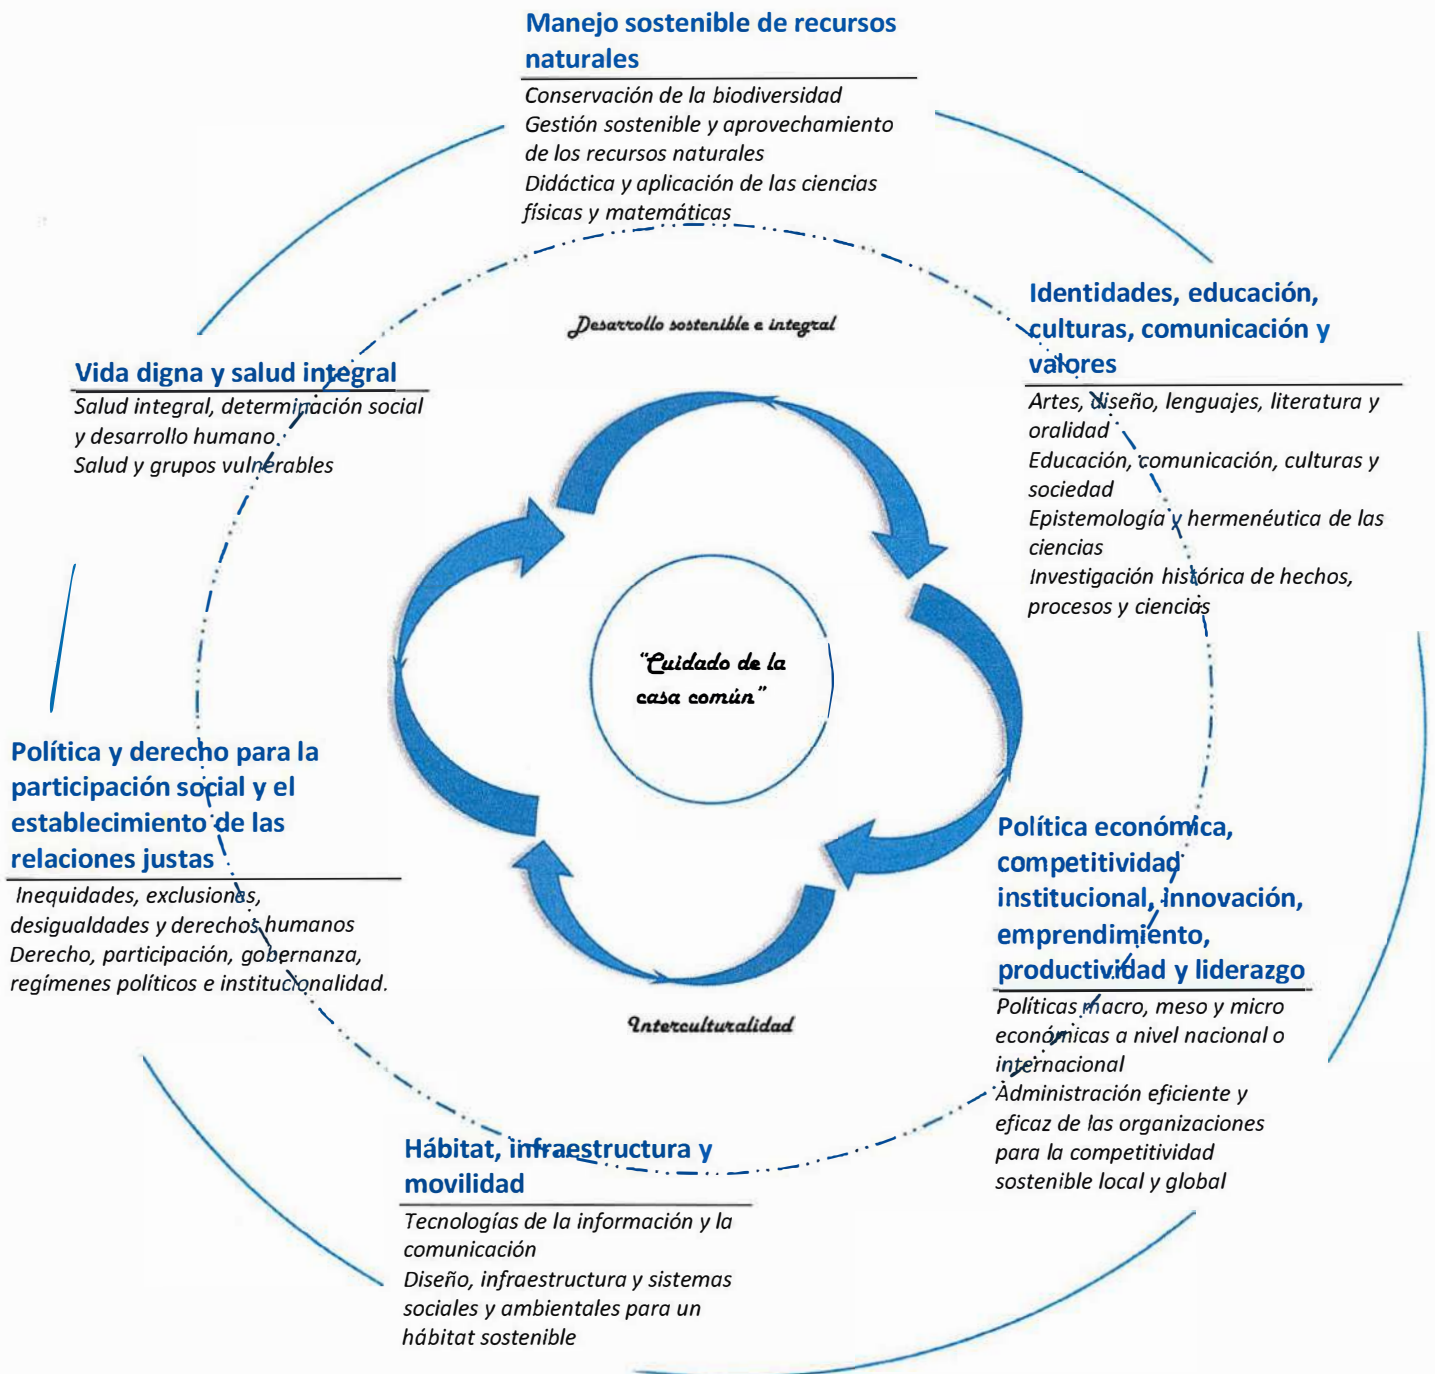 Manejo sostenible de recursos
naturales
Conservación de la biodiversidad
Gestión sostenible y aprovechamiento
de los recursos naturales
Didáctica y aplicación de las ciencias
físicas y matemáticas
Identidades, educación,
culturas, comunicación y
valores
Artes, diseño, lenguajes, literatura y
oralidad
Educación, comunicación, culturas y
sociedad
Epistemología y hermenéutica de las
ciencias
Investigación histórica de hechos,
procesos y ciencias
Desarrollo sostenible e integral
Vida digna y salud integral
Salud integral, determinación social
y desarrollo humano
Salud y grupos vulnerables
“Cuidado de la
casa común”
Política y derecho para la
participación social y el
establecimiento de las
relaciones justas
Inequidades, exclusiones,
desigualdades y derechos humanos
Derecho, participación, gobernanza,
regímenes políticos e institucionalidad.
Política económica,
competitividad
institucional, innovación,
emprendimiento,
productividad y liderazgo
Políticas macro, meso y micro
económicas a nivel nacional o
internacional
Administración eficiente y
eficaz de las organizaciones
para la competitividad
sostenible local y global
Interculturalidad
Hábitat, infraestructura y
movilidad
Tecnologías de la información y la
comunicación
Diseño, infraestructura y sistemas
sociales y ambientales para un
hábitat sostenible